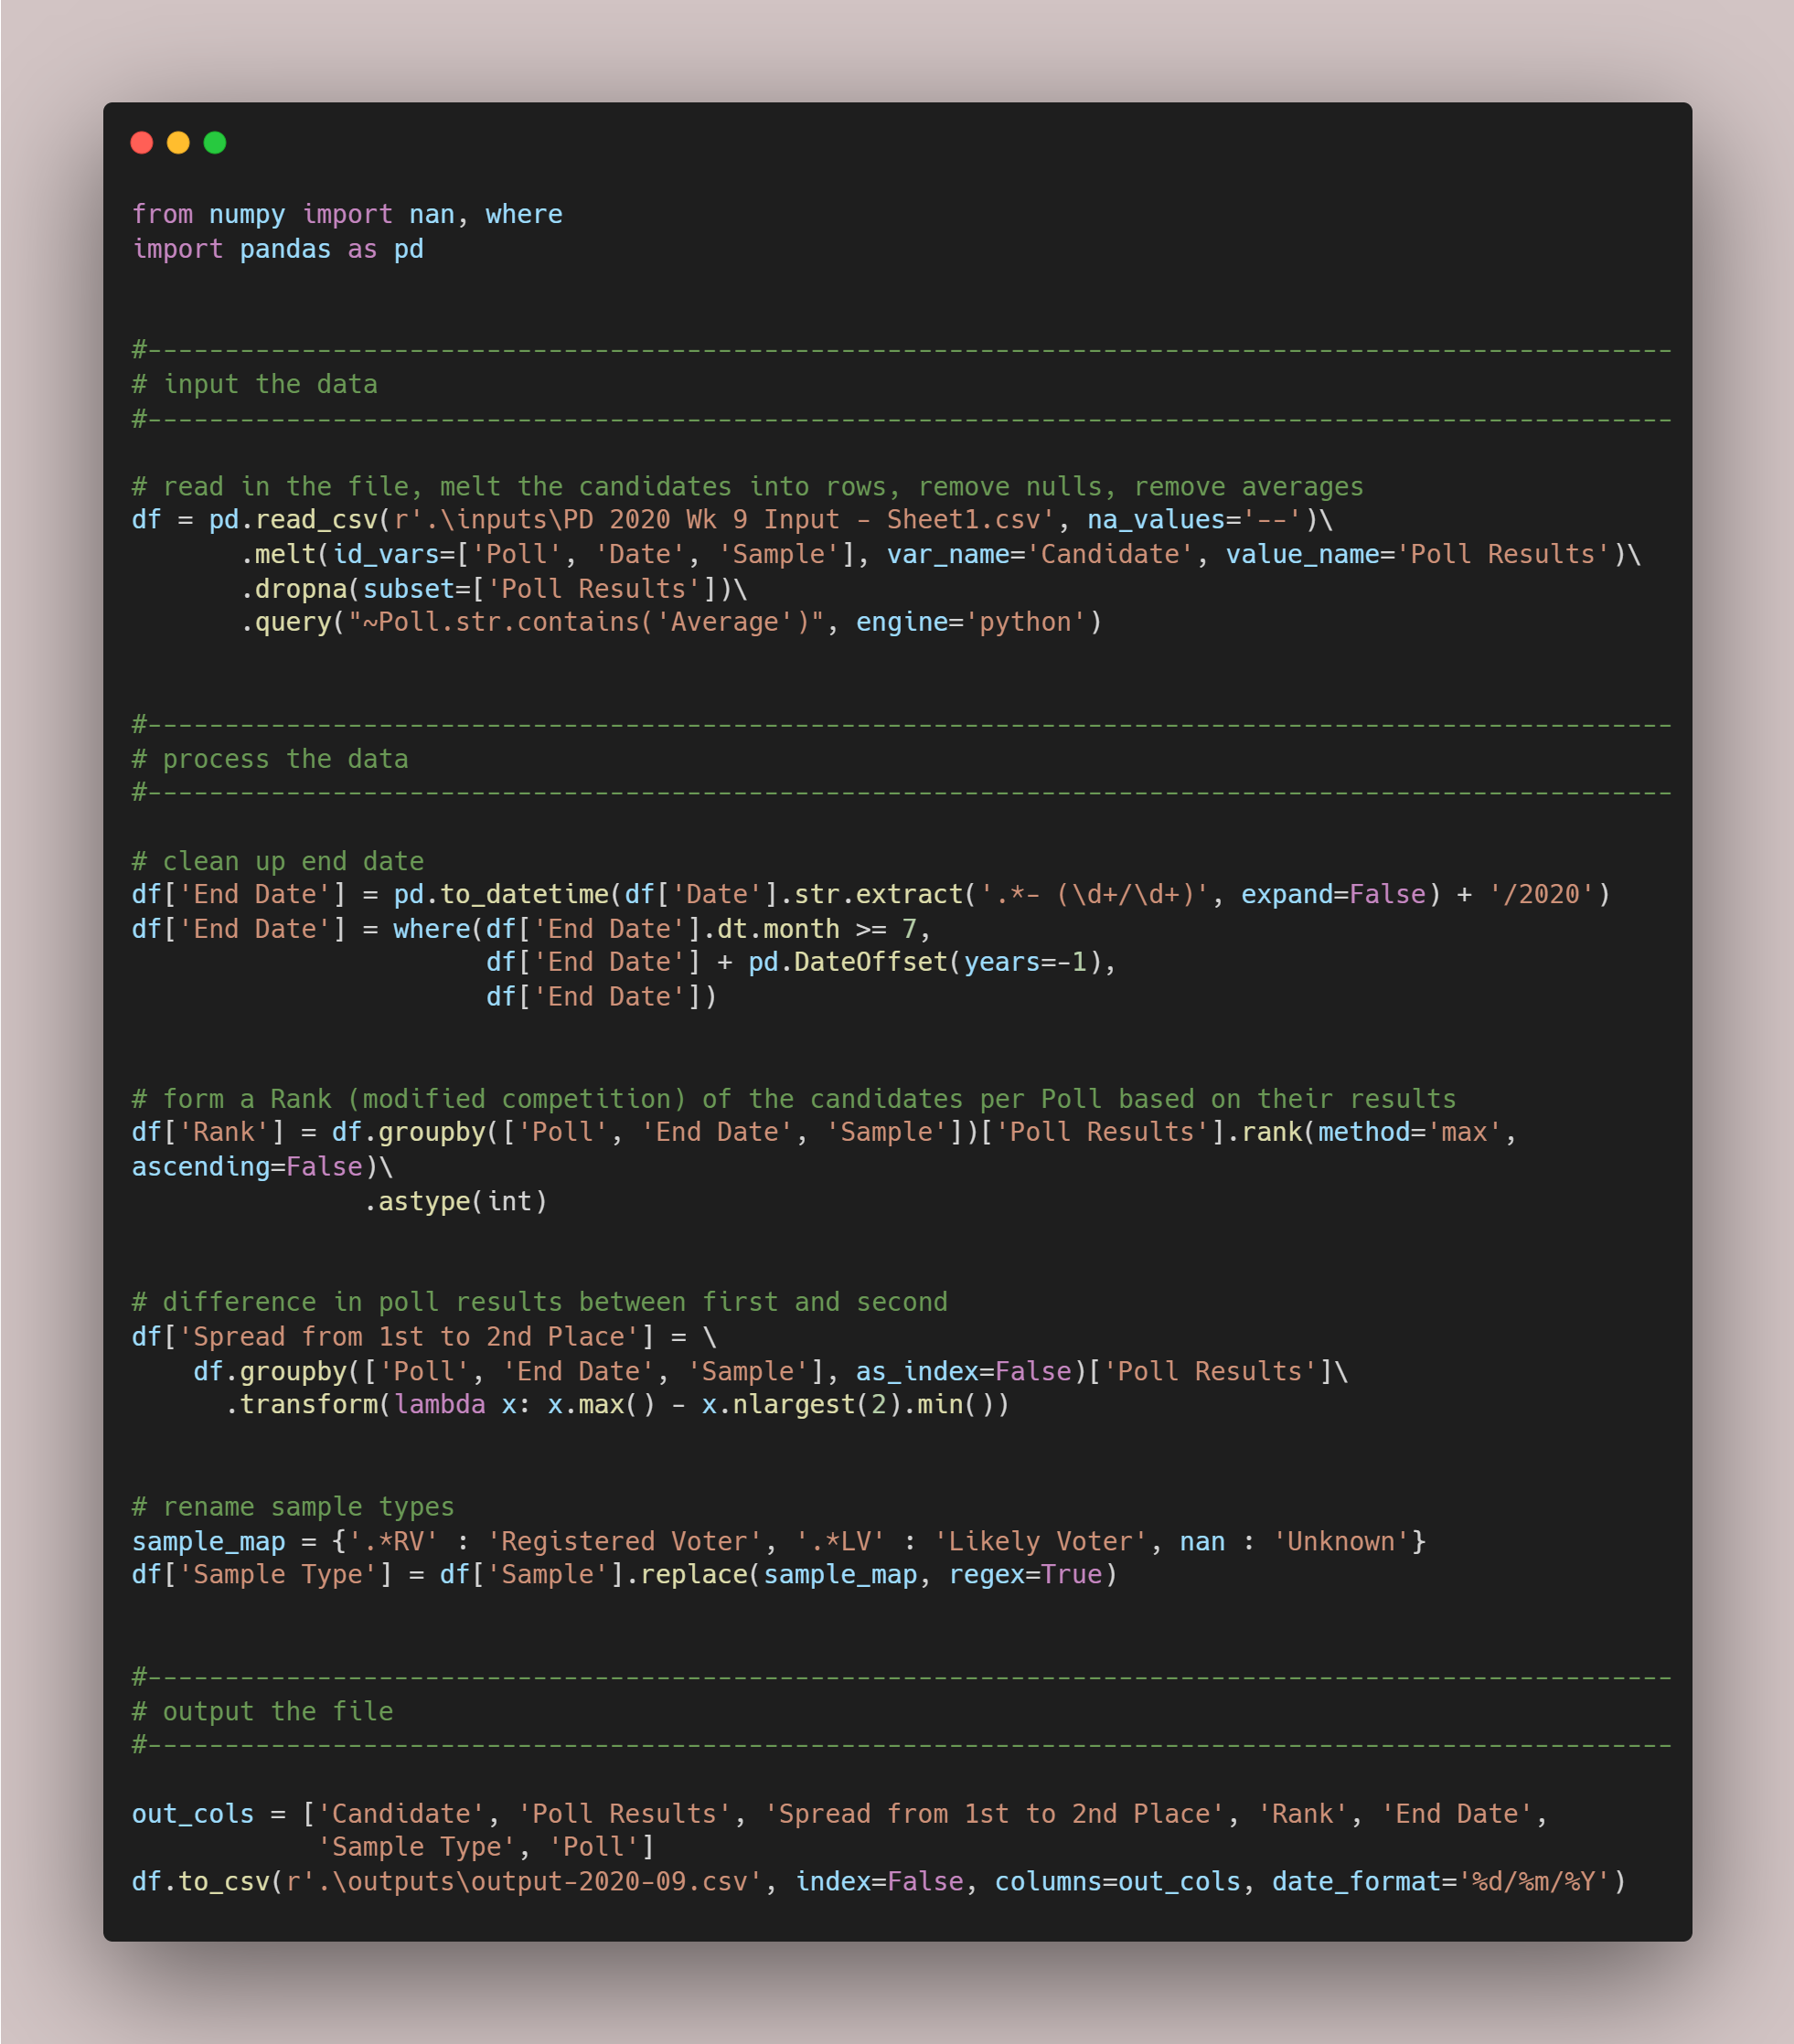 from numpy import nan, where
import pandas as pd
#---------------------------------------------------------------------------------------------------
# input the data
#---------------------------------------------------------------------------------------------------
# read in the file, melt the candidates into rows, remove nulls, remove averages
df = pd.read_csv(r'.\inputs\PD 2020 Wk 9 Input - Sheet1.csv', na_values='--')\
       .melt(id_vars=['Poll', 'Date', 'Sample'], var_name='Candidate', value_name='Poll Results')\
       .dropna(subset=['Poll Results'])\
       .query("~Poll.str.contains('Average')", engine='python')
#---------------------------------------------------------------------------------------------------
# process the data
#---------------------------------------------------------------------------------------------------
# clean up end date
df['End Date'] = pd.to_datetime(df['Date'].str.extract('.*- (\d+/\d+)', expand=False) + '/2020')
df['End Date'] = where(df['End Date'].dt.month >= 7,
                       df['End Date'] + pd.DateOffset(years=-1),
                       df['End Date'])
# form a Rank (modified competition) of the candidates per Poll based on their results
df['Rank'] = df.groupby(['Poll', 'End Date', 'Sample'])['Poll Results'].rank(method='max',
ascending=False)\
               .astype(int)
# difference in poll results between first and second
df['Spread from 1st to 2nd Place'] = \
    df.groupby(['Poll', 'End Date', 'Sample'], as_index=False)['Poll Results']\
      .transform(lambda x: x.max() - x.nlargest(2).min())
# rename sample types
sample_map = {'.*RV' : 'Registered Voter', '.*LV' : 'Likely Voter', nan : 'Unknown'}
df['Sample Type'] = df['Sample'].replace(sample_map, regex=True)
#---------------------------------------------------------------------------------------------------
# output the file
#---------------------------------------------------------------------------------------------------
out_cols = ['Candidate', 'Poll Results', 'Spread from 1st to 2nd Place', 'Rank', 'End Date',
            'Sample Type', 'Poll']
df.to_csv(r'.\outputs\output-2020-09.csv', index=False, columns=out_cols, date_format='%d/%m/%Y')